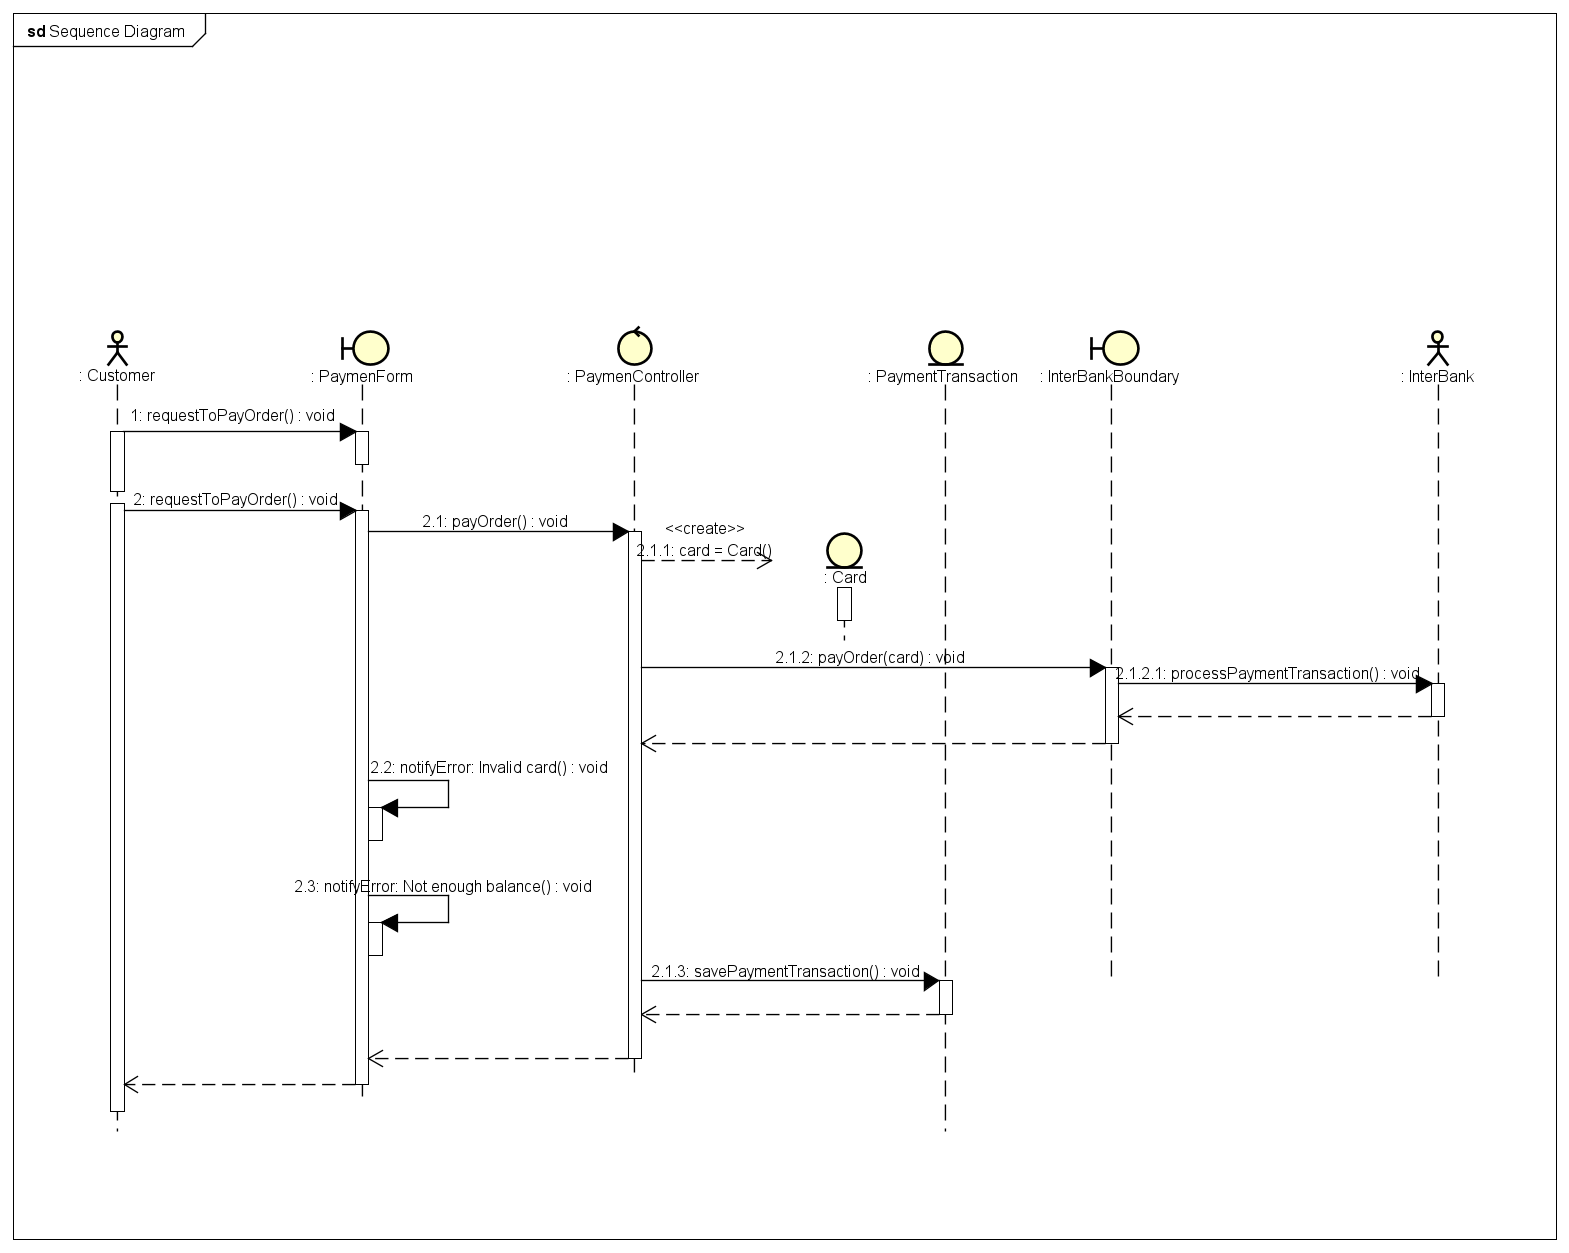 sd Sequence Diagram
: Customer
: PaymenForm
: PaymenController
: PaymentTransaction
: InterBankBoundary
: InterBank
1: requestToPayOrder() : void
2: requestToPayOrder() : void
2.1: payOrder() : void
<<create>>
2.1.1: card = Card()
: Card
2.1.2: payOrder(card) : void
2.1.2.1: processPaymentTransaction() : void
2.2: notifyError: Invalid card() : void
2.3: notifyError: Not enough balance() : void
2.1.3: savePaymentTransaction() : void